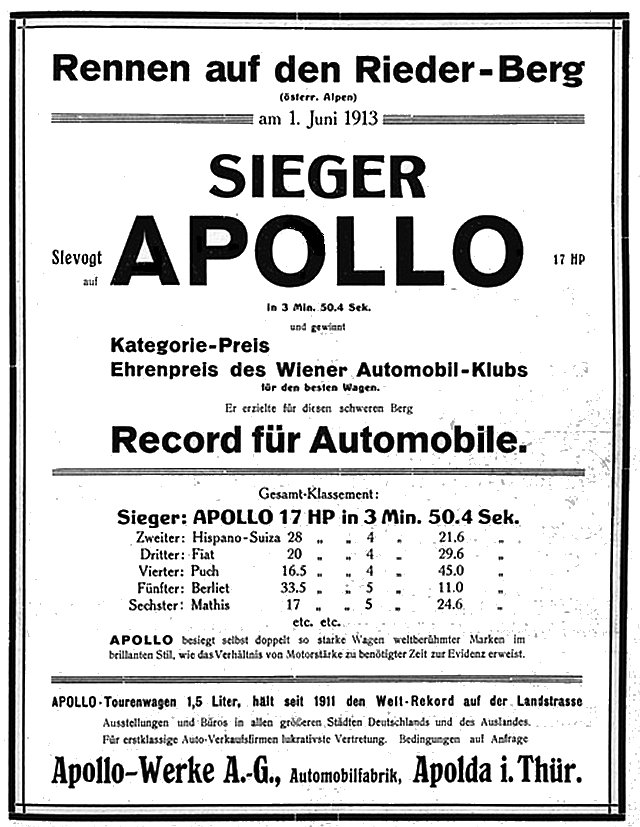 Rennen auf den Rieder-Berg
(österr. Alpen)
am 1. Juni 1913
SIEGER
Slevogt auf APOLLO 17 HP
in 3 Min. 50.4 Sek.
und gewinnt
Kategorie-Preis
Ehrenpreis des Wiener Automobil-Klubs
für den besten Wagen.
Er erzielte für diesen schweren Berg
Record für Automobile.
Gesamt-Klassement:
Sieger: APOLLO 17 HP in 3 Min. 50.4 Sek.
Zweiter: Hispano-Suiza 28 „ „ 4 „ 21.6 „
Dritter: Fiat 20 „ „ 4 „ 29.6 „
Vierter: Puch 16.5 „ „ 4 „ 45.0 „
Fünfter: Berliet 33.5 „ „ 5 „ 11.0 „
Sechster: Mathis 17 „ „ 5 „ 24.6 „
etc. etc.
APOLLO besiegt selbst doppelt so starke Wagen weltberühmter Marken im
brillanten Stil, wie das Verhältnis von Motorstärke zu benötigter Zeit zur Evidenz erweist.
APOLLO-Tourenwagen 1,5 Liter, hält seit 1911 den Welt-Rekord auf der Landstrasse
Ausstellungen und Büros in allen größeren Städten Deutschlands und des Auslandes.
Für erstklassige Auto-Verkaufsfirmen lukrativste Vertretung. Bedingungen auf Anfrage
Apollo-Werke A.-G., Automobilfabrik, Apolda i. Thür.